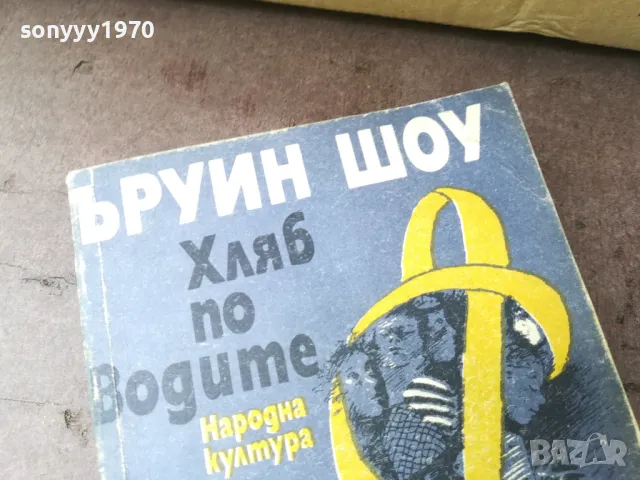 sonyyy1970
ЪРУИН ШОУ
Хляб
по
водите
Народна
култура
bazar